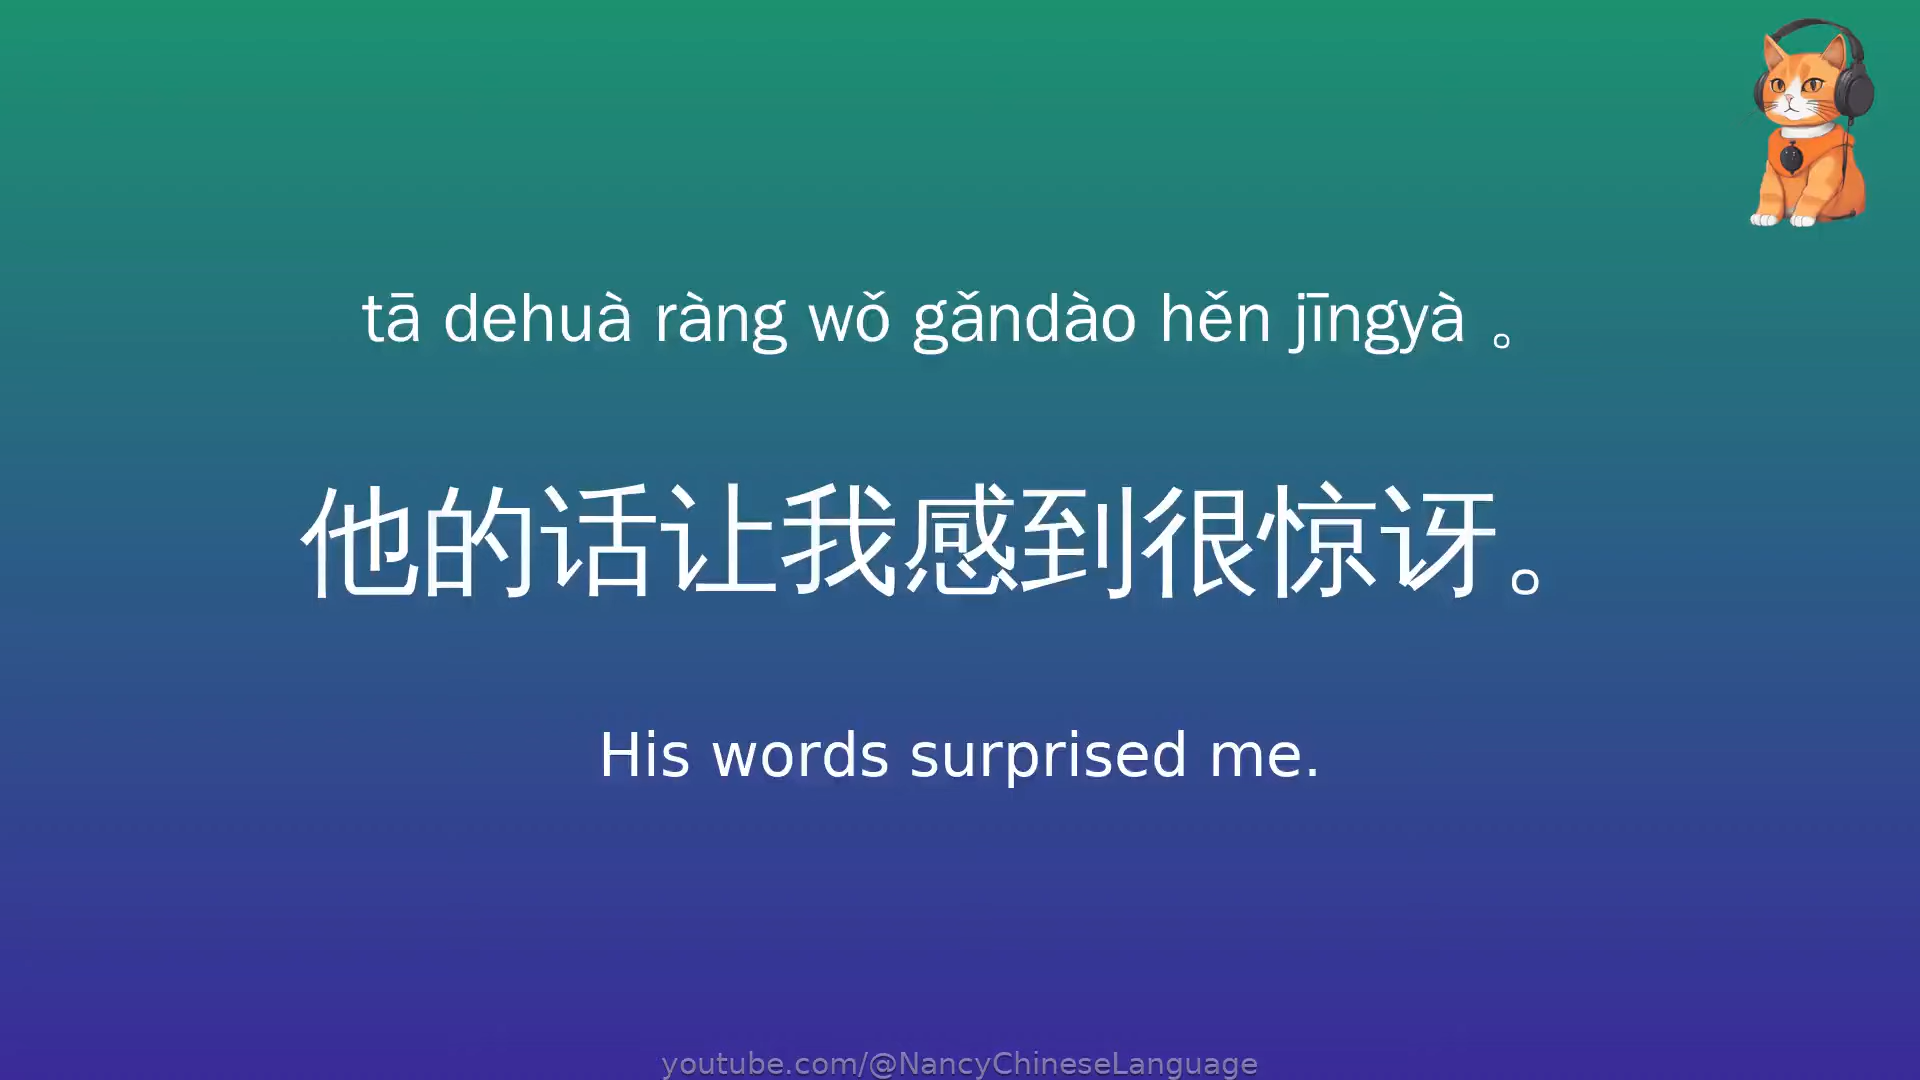 tā dehuà ràng wǒ gǎndào hěn jīngyà 。
他的话让我感到很惊讶。
His words surprised me.
youtube.com/@NancyChineseLanguage